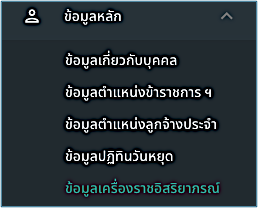 ข้อมูลหลัก
ข้อมูลเกี่ยวกับบุคคล
ข้อมูลตำแหน่งข้าราชการ ฯ
ข้อมูลตำแหน่งลูกจ้างประจำ
ข้อมูลปฏิทินวันหยุด
ข้อมูลเครื่องราชอิสริยาภรณ์